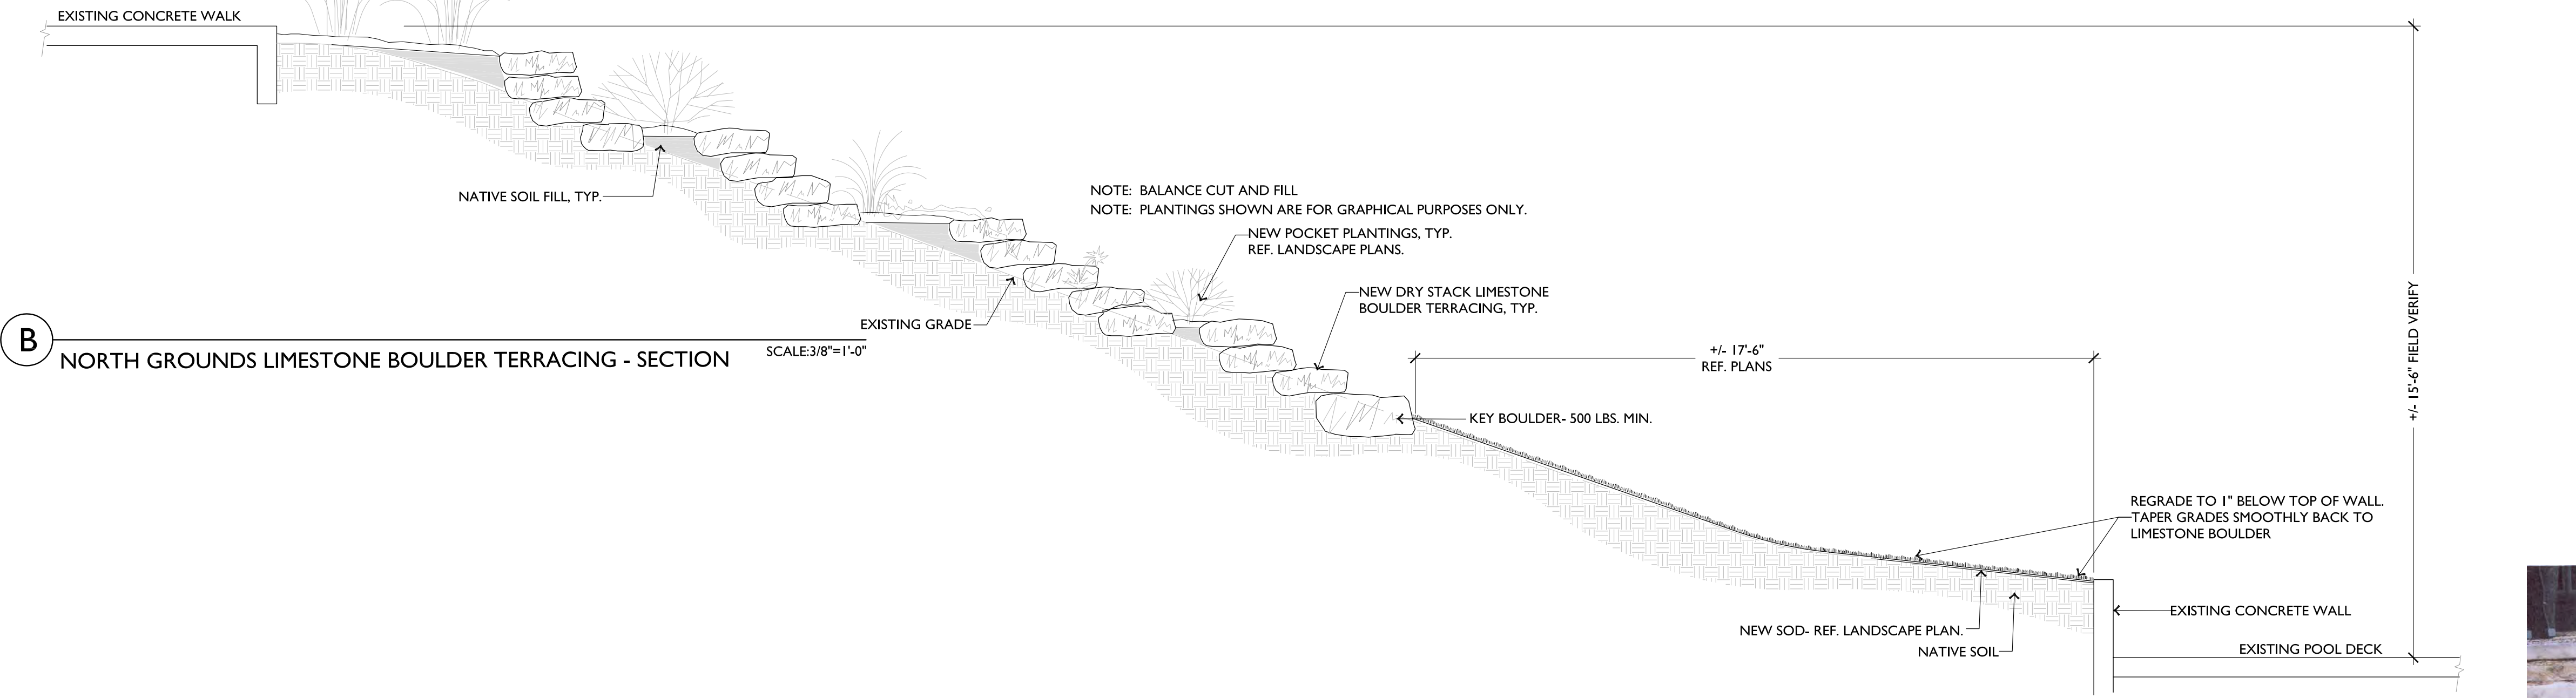 EXISTING CONCRETE WALK
NATIVE SOIL FILL, TYP.
NOTE: BALANCE CUT AND FILL
NOTE: PLANTINGS SHOWN ARE FOR GRAPHICAL PURPOSES ONLY.
NEW POCKET PLANTINGS, TYP.
REF. LANDSCAPE PLANS.
NEW DRY STACK LIMESTONE
BOULDER TERRACING, TYP.
EXISTING GRADE
B
NORTH GROUNDS LIMESTONE BOULDER TERRACING - SECTION
SCALE:3/8"=1'-0"
+/- 17'-6"
REF. PLANS
+/- 15'-6" FIELD VERIFY
KEY BOULDER- 500 LBS. MIN.
REGRADE TO 1" BELOW TOP OF WALL.
TAPER GRADES SMOOTHLY BACK TO
LIMESTONE BOULDER
EXISTING CONCRETE WALL
NEW SOD- REF. LANDSCAPE PLAN.
NATIVE SOIL
EXISTING POOL DECK